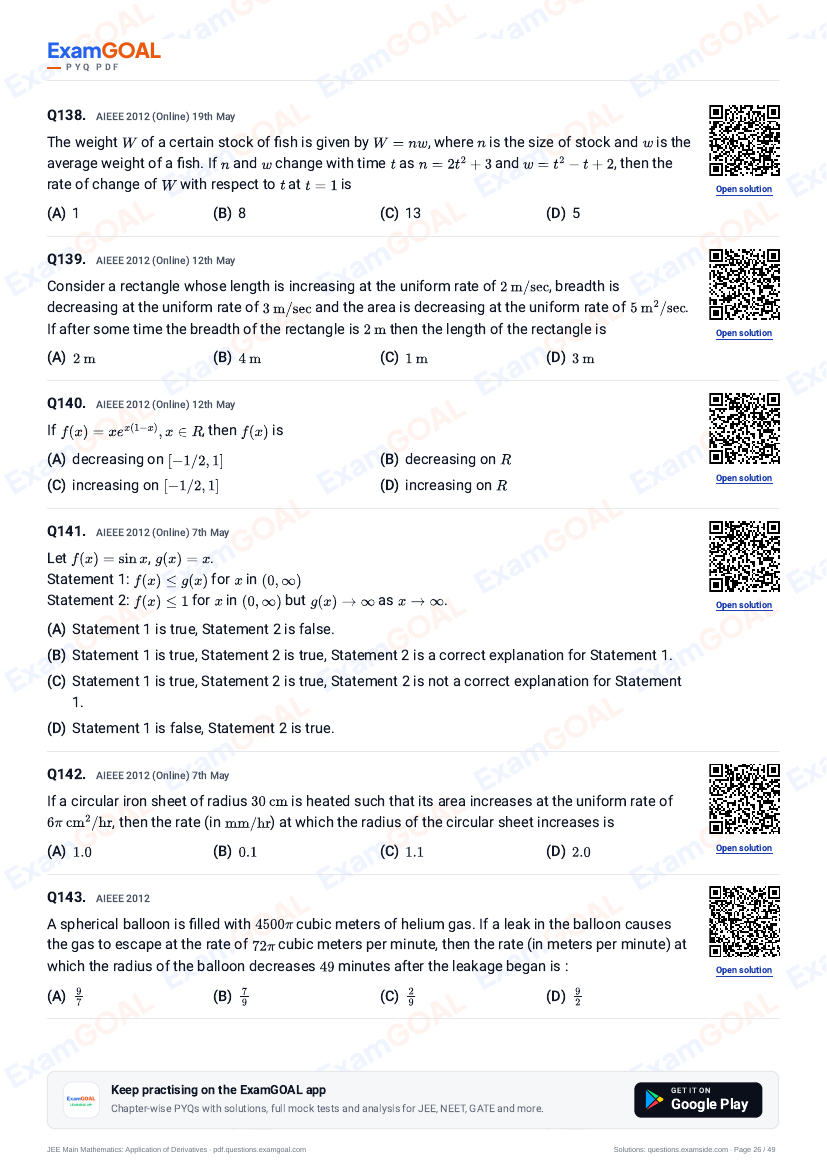 ExamGOAL
PYQ PDF
Q138. AIEEE 2012 (Online) 19th May
The weight W of a certain stock of fish is given by W = nw, where n is the size of stock and w is the
average weight of a fish. If n and w change with time t as n = 2t² + 3 and w = t² − t + 2, then the
rate of change of W with respect to t at t = 1 is
(A) 1 (B) 8 (C) 13 (D) 5
Open solution
Q139. AIEEE 2012 (Online) 12th May
Consider a rectangle whose length is increasing at the uniform rate of 2 m/sec, breadth is
decreasing at the uniform rate of 3 m/sec and the area is decreasing at the uniform rate of 5 m²/sec.
If after some time the breadth of the rectangle is 2 m then the length of the rectangle is
(A) 2 m (B) 4 m (C) 1 m (D) 3 m
Open solution
Q140. AIEEE 2012 (Online) 12th May
If f(x) = xe^{x(1−x)}, x ∈ R, then f(x) is
(A) decreasing on [−1/2, 1] (B) decreasing on R
(C) increasing on [−1/2, 1] (D) increasing on R
Open solution
Q141. AIEEE 2012 (Online) 7th May
Let f(x) = sin x, g(x) = x.
Statement 1: f(x) ≤ g(x) for x in (0, ∞)
Statement 2: f(x) ≤ 1 for x in (0, ∞) but g(x) → ∞ as x → ∞.
(A) Statement 1 is true, Statement 2 is false.
(B) Statement 1 is true, Statement 2 is true, Statement 2 is a correct explanation for Statement 1.
(C) Statement 1 is true, Statement 2 is true, Statement 2 is not a correct explanation for Statement
1.
(D) Statement 1 is false, Statement 2 is true.
Open solution
Q142. AIEEE 2012 (Online) 7th May
If a circular iron sheet of radius 30 cm is heated such that its area increases at the uniform rate of
6π cm²/hr, then the rate (in mm/hr) at which the radius of the circular sheet increases is
(A) 1.0 (B) 0.1 (C) 1.1 (D) 2.0
Open solution
Q143. AIEEE 2012
A spherical balloon is filled with 4500π cubic meters of helium gas. If a leak in the balloon causes
the gas to escape at the rate of 72π cubic meters per minute, then the rate (in meters per minute) at
which the radius of the balloon decreases 49 minutes after the leakage began is :
(A) 9/7 (B) 7/9 (C) 2/9 (D) 9/2
Open solution
ExamGOAL
Keep practising on the ExamGOAL app
Chapter-wise PYQs with solutions, full mock tests and analysis for JEE, NEET, GATE and more.
GET IT ON
Google Play
JEE Main Mathematics: Application of Derivatives · pdf.questions.examgoal.com Solutions: questions.examside.com · Page 26 / 49